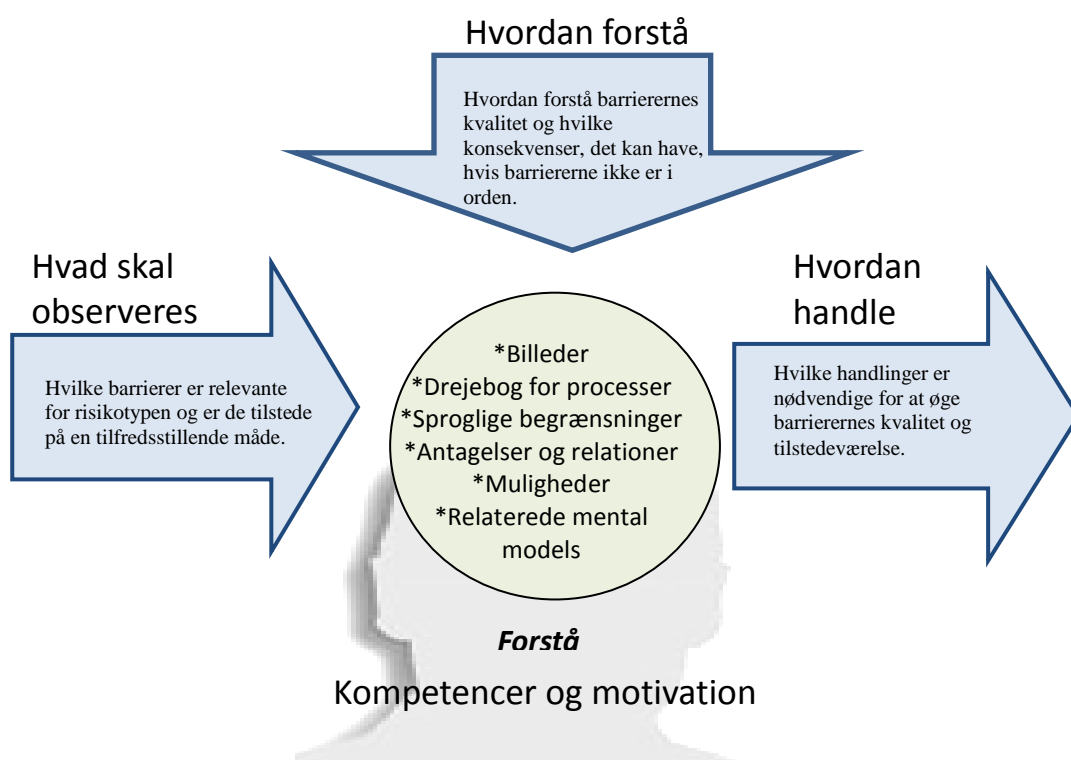 Hvordan forstå
Hvordan forstå barrierernes
kvalitet og hvilke
konsekvenser, det kan have,
hvis barriererne ikke er i
orden.
Hvad skal
observeres
Hvilke barrierer er relevante
for risikotypen og er de tilstede
på en tilfredsstillende måde.
*Billeder
*Drejebog for processer
*Sproglige begrænsninger
*Antagelser og relationer
*Muligheder
*Relaterede mental
models
Hvordan
handle
Hvilke handlinger er
nødvendige for at øge
barrierernes kvalitet og
tilstedeværelse.
Forstå
Kompetencer og motivation